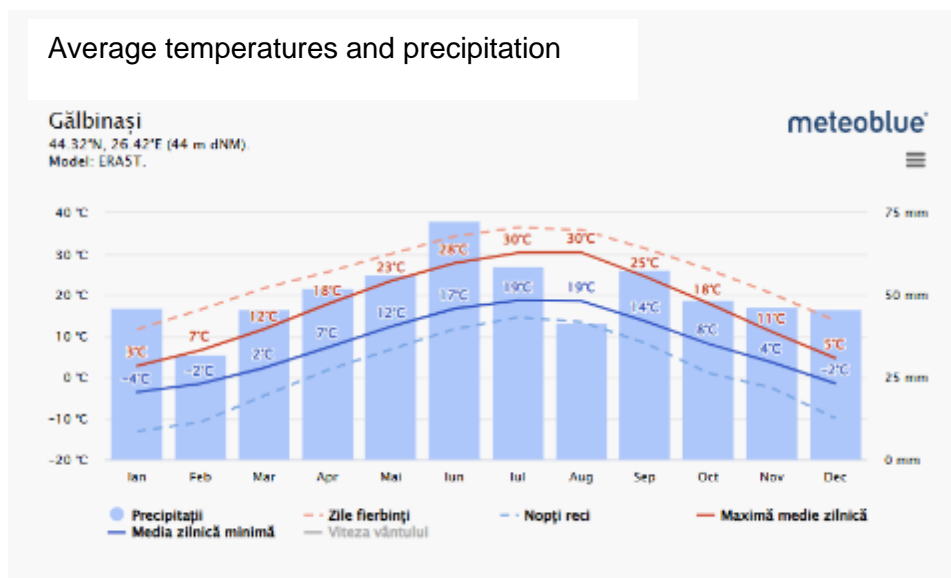 Average temperatures and precipitation
Gălbinași
meteoblue®
44.32°N, 26.42°E (44 m dNM).
Model: ERA5T.
40 °C
75 mm
30 °C
20 °C
50 mm
10 °C
0 °C
25 mm
-10 °C
-20 °C
0 mm
3°C
7°C
12°C
18°C
23°C
28°C
30°C
30°C
25°C
18°C
11°C
5°C
-4°C
-2°C
2°C
7°C
12°C
17°C
19°C
19°C
14°C
8°C
4°C
-2°C
Ian Feb Mar Apr Mai Iun Iul Aug Sep Oct Nov Dec
Precipitații Zile fierbinți Nopți reci Maximă medie zilnică
Media zilnică minimă Viteza vântului